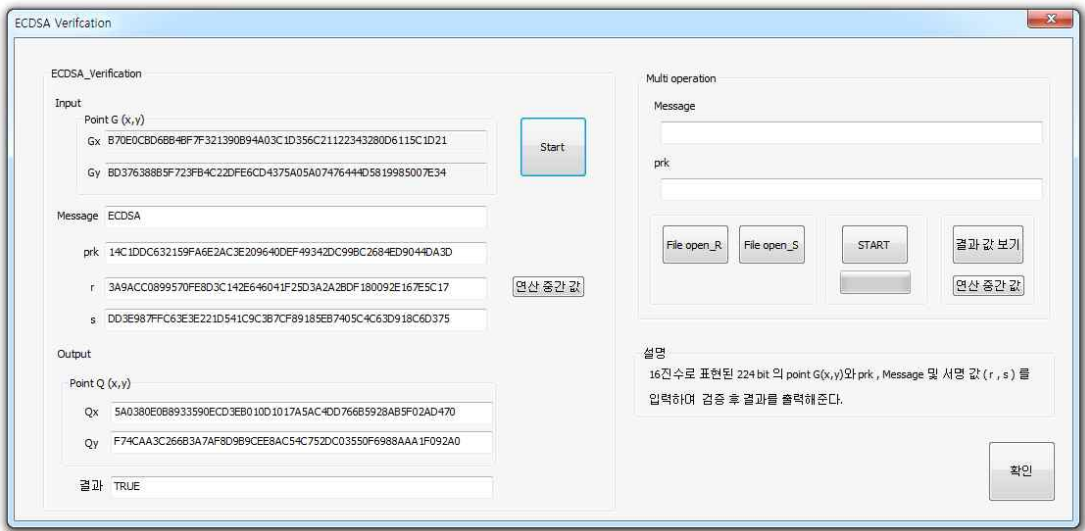 ECDSA Verifcation
ECDSA_Verification
Input
Point G (x,y)
Gx B70E0CBD6BB4BF7F321390B94A03C1D356C21122343280D6115C1D21
Gy BD376388B5F723FB4C22DFE6CD4375A05A07476444D5819985007E34
Start
Message ECDSA
prk 14C1DDC632159FA6E2AC3E209640DEF49342DC99BC2684ED9044DA3D
r 3A9ACC0899570FE8D3C142E646041F25D3A2A2BDF180092E167E5C17
연산 중간 값
s DD3E987FFC63E3E221D541C9C3B7CF89185EB7405C4C63D918C6D375
Output
Point Q (x,y)
Qx 5A0380E0B8933590ECD3EB010D1017A5AC4DD766B5928AB5F02AD470
Qy F74CAA3C266B3A7AF8D9B9CEE8AC54C752DC03550F6988AAA1F092A0
결과 TRUE
Multi operation
Message
prk
File open_R File open_S START 결과 값 보기
연산 중간 값
설명
16진수로 표현된 224 bit 의 point G(x,y)와 prk , Message 및 서명 값 ( r , s ) 를
입력하여 검증 후 결과를 출력해준다.
확인